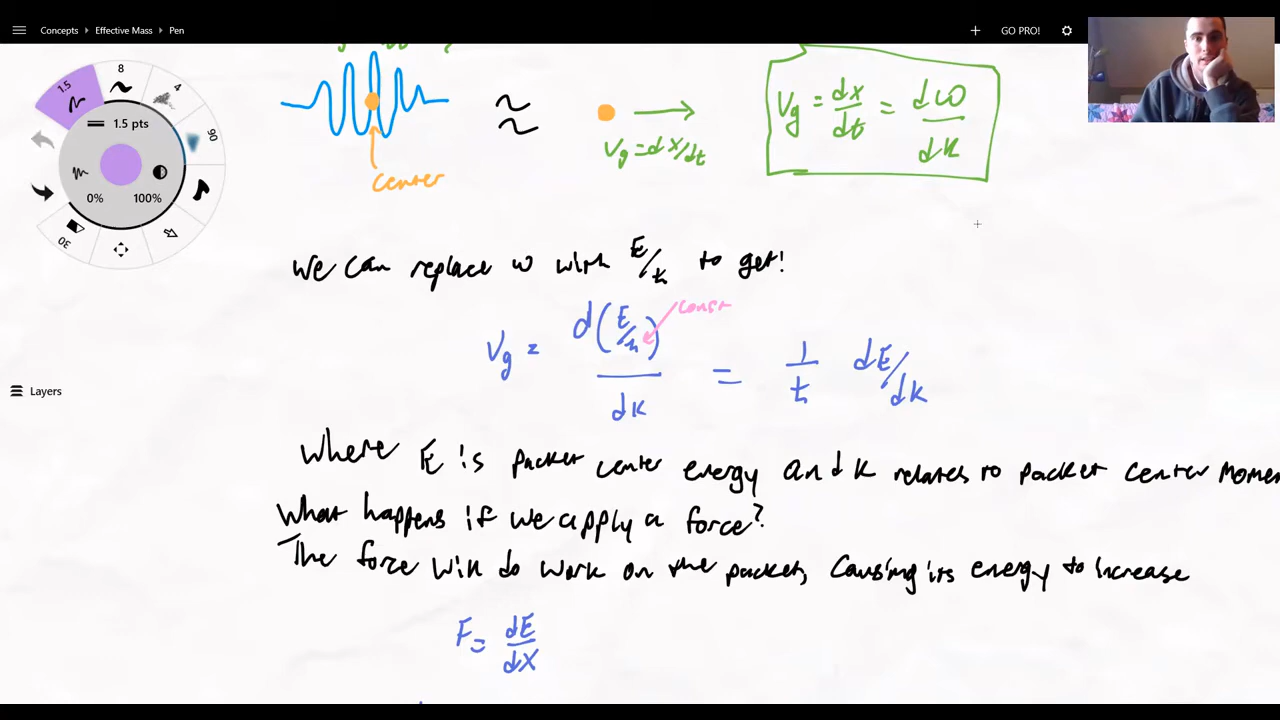 Concepts ▸ Effective Mass ▸ Pen
GO PRO!
8
1.5
4
1.5 pts
90
0% 100%
30
Layers
center
Vg = dx/dt
Vg = dx/dt = dω/dk
We can replace w with E/ħ to get!
const
Vg = d(E/ħ)/dk = 1/ħ dE/dk
Where E is packet center energy and k relates to packet center Momen
What happens if we apply a force?
The force will do work on the packet, causing its energy to increase
F = dE/dx